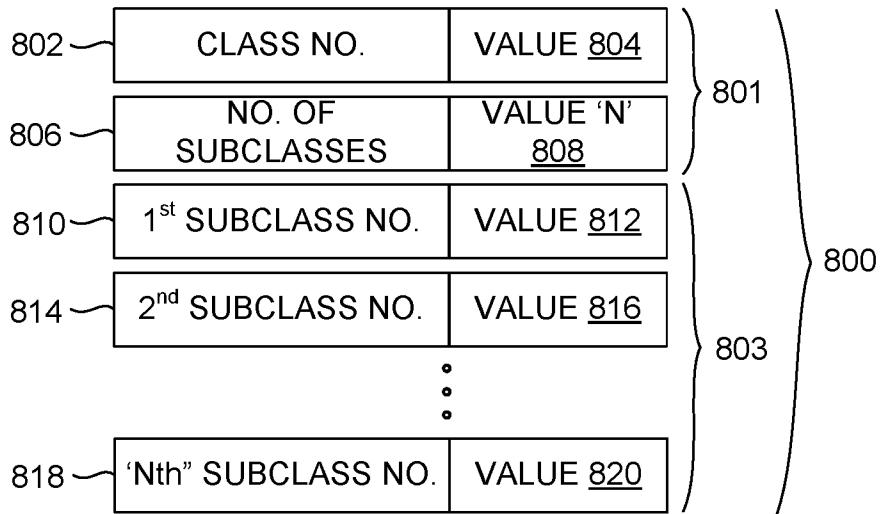 802 CLASS NO. VALUE 804
801
806 NO. OF SUBCLASSES VALUE 'N' 808
810 1st SUBCLASS NO. VALUE 812
800
814 2nd SUBCLASS NO. VALUE 816
803
818 'Nth" SUBCLASS NO. VALUE 820